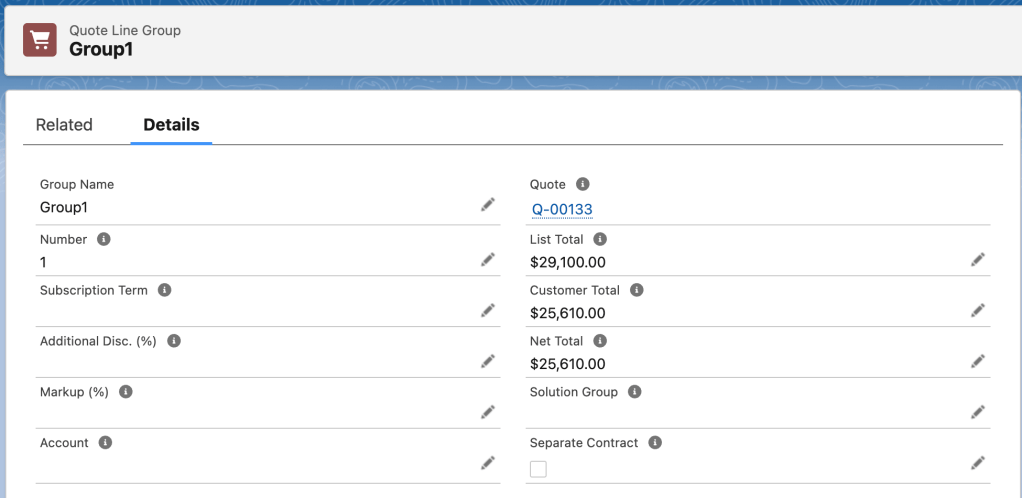 Quote Line Group
Group1
Related Details
Group Name
Group1
Quote
Q-00133
Number
1
List Total
$29,100.00
Subscription Term
Customer Total
$25,610.00
Additional Disc. (%)
Net Total
$25,610.00
Markup (%)
Solution Group
Account
Separate Contract